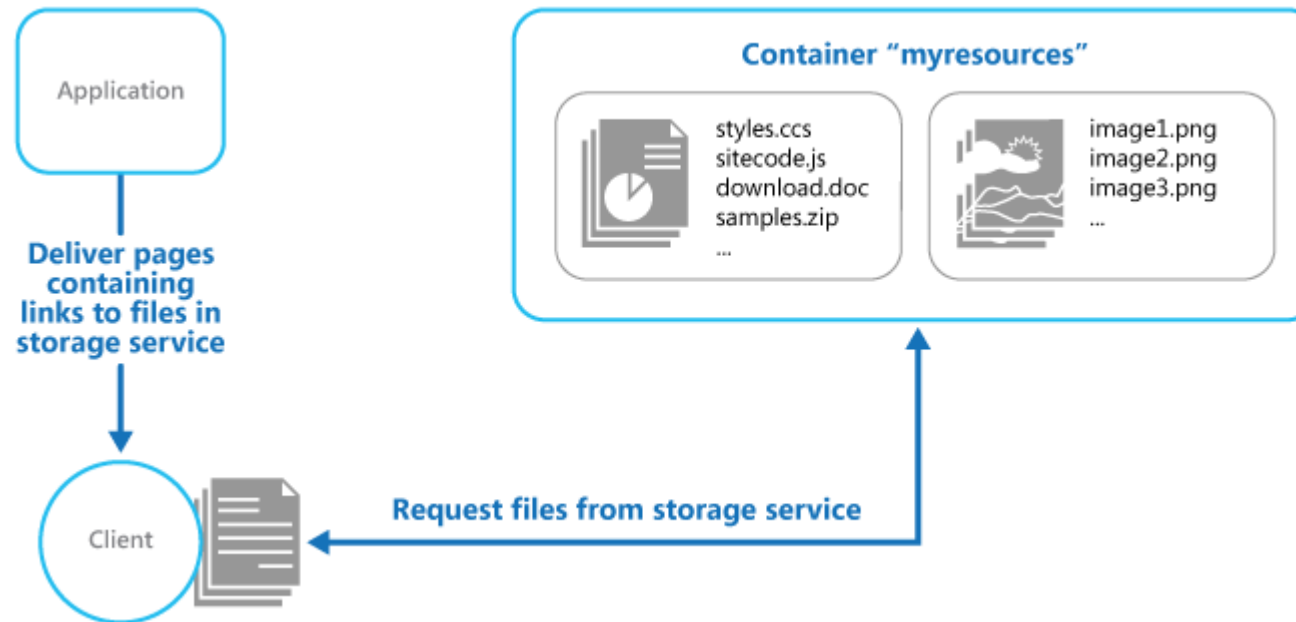 Application
Container “myresources”
styles.ccs
sitecode.js
download.doc
samples.zip
...
image1.png
image2.png
image3.png
...
Deliver pages
containing
links to files in
storage service
Client
Request files from storage service